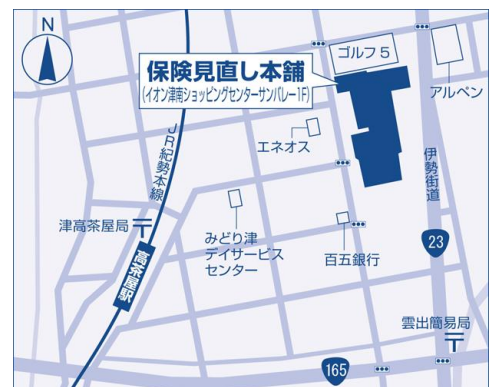 N
ゴルフ5
保険見直し本舗
(イオン津南ショッピングセンターサンバレー1F)
アルペン
エネオス
JR紀勢本線
伊勢街道
津高茶屋局
みどり津
デイサービス
センター
百五銀行
23
高茶屋駅
雲出簡易局
165